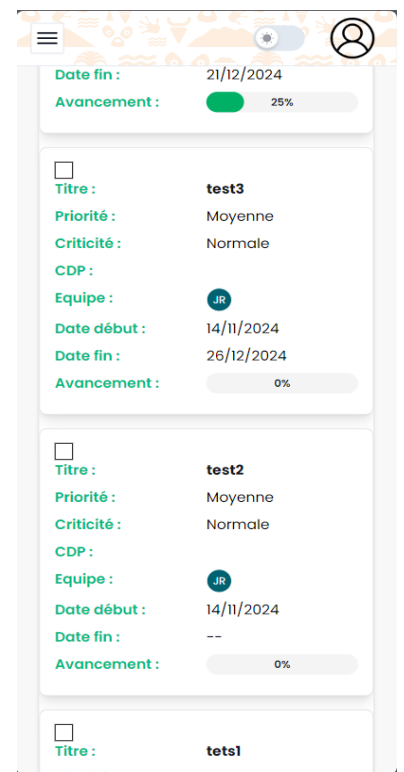 Date fin : 21/12/2024
Avancement : 25%
Titre : test3
Priorité : Moyenne
Criticité : Normale
CDP :
Equipe : JR
Date début : 14/11/2024
Date fin : 26/12/2024
Avancement : 0%
Titre : test2
Priorité : Moyenne
Criticité : Normale
CDP :
Equipe : JR
Date début : 14/11/2024
Date fin : --
Avancement : 0%
Titre : tets1